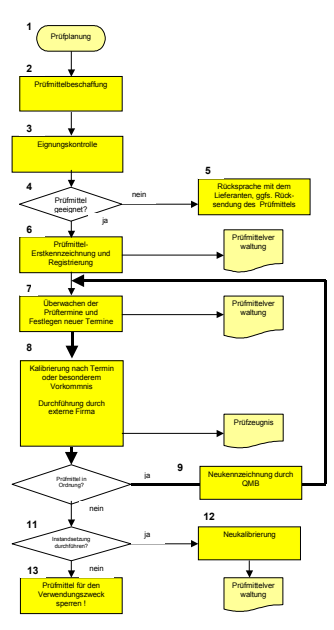 1
Prüfplanung
2
Prüfmittelbeschaffung
3
Eignungskontrolle
4
Prüfmittel
geeignet?
nein
ja
5
Rücksprache mit dem
Lieferanten, ggfs. Rück-
sendung des Prüfmittels
6
Prüfmittel-
Erstkennzeichnung und
Registrierung
Prüfmittelver
waltung
7
Überwachen der
Prüftermine und
Festlegen neuer Termine
Prüfmittelver
waltung
8
Kalibrierung nach Termin
oder besonderem
Vorkommnis
Durchführung durch
externe Firma
Prüfzeugnis
Prüfmittel in
Ordnung?
ja
nein
9
Neukennzeichnung durch
QMB
11
Instandsetzung
durchführen?
ja
nein
12
Neukalibrierung
13
Prüfmittel für den
Verwendungszweck
sperren !
Prüfmittelver
waltung